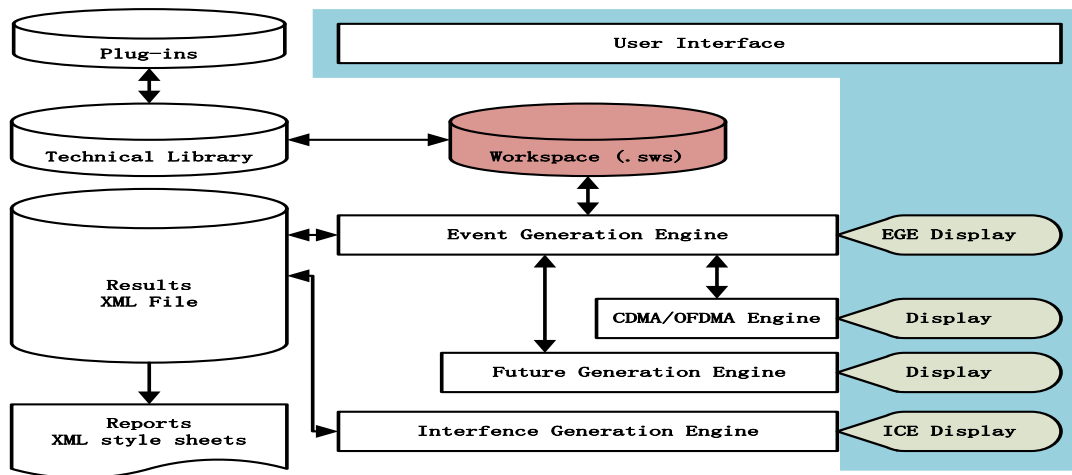 Plug-ins
User Interface
Technical Library
Workspace (.sws)
Event Generation Engine
EGE Display
Results
XML File
CDMA/OFDMA Engine
Display
Future Generation Engine
Display
Reports
XML style sheets
Interfence Generation Engine
ICE Display